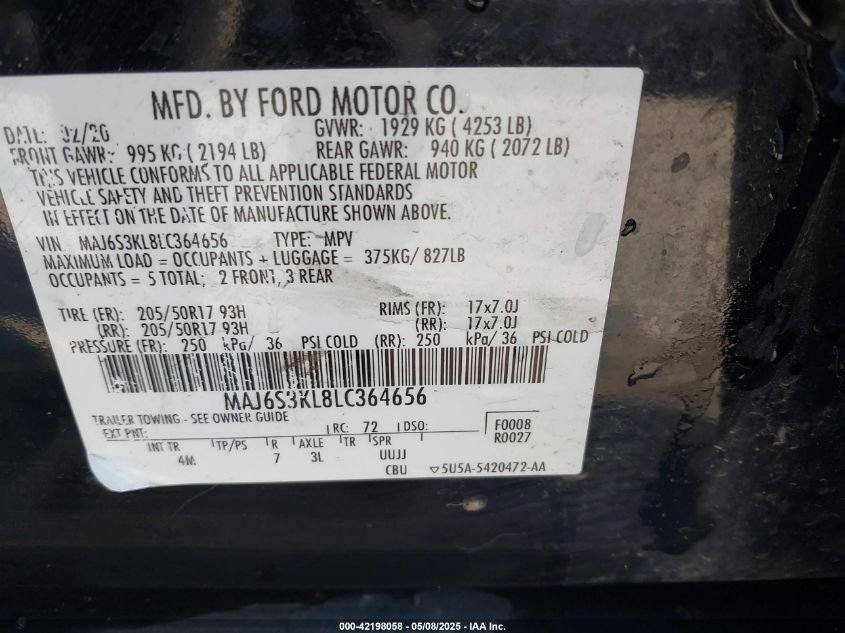 MFD. BY FORD MOTOR CO.
DATE: 02/20 GVWR: 1929 KG ( 4253 LB)
FRONT GAWR: 995 KG ( 2194 LB) REAR GAWR: 940 KG ( 2072 LB)
THIS VEHICLE CONFORMS TO ALL APPLICABLE FEDERAL MOTOR
VEHICLE SAFETY AND THEFT PREVENTION STANDARDS
IN EFFECT ON THE DATE OF MANUFACTURE SHOWN ABOVE.
VIN MAJ6S3KL8LC364656 TYPE: MPV
MAXIMUM LOAD = OCCUPANTS + LUGGAGE = 375KG/ 827LB
OCCUPANTS = 5 TOTAL; 2 FRONT, 3 REAR
TIRE (FR): 205/50R17 93H RIMS (FR): 17x7.0J
(RR): 205/50R17 93H (RR): 17x7.0J
PRESSURE (FR): 250 kPa/ 36 PSI COLD (RR): 250 kPa/ 36 PSI COLD
MAJ6S3KL8LC364656
TRAILER TOWING - SEE OWNER GUIDE
EXT PNT: RC: 72 DSO: F0008
R0027
INT TR TP/PS R AXLE TR SPR
4M 7 3L UUJJ
CBU ▽5U5A-5420472-AA
000-42198058 - 05/08/2025 - IAA Inc.